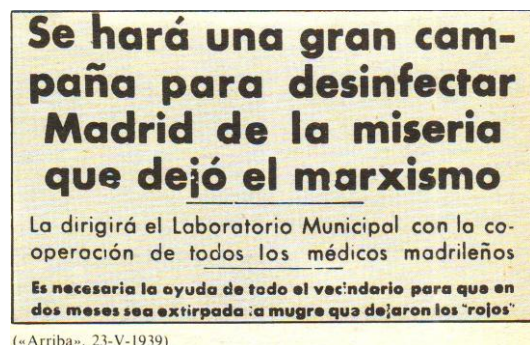 Se hará una gran cam-
paña para desinfectar
Madrid de la miseria
que dejó el marxismo
La dirigirá el Laboratorio Municipal con la co-
operación de todos los médicos madrileños
Es necesaria la ayuda de todo el vecindario para que en
dos meses sea extirpada la mugre que dejaron los "rojos"
(«Arriba», 23-V-1939)